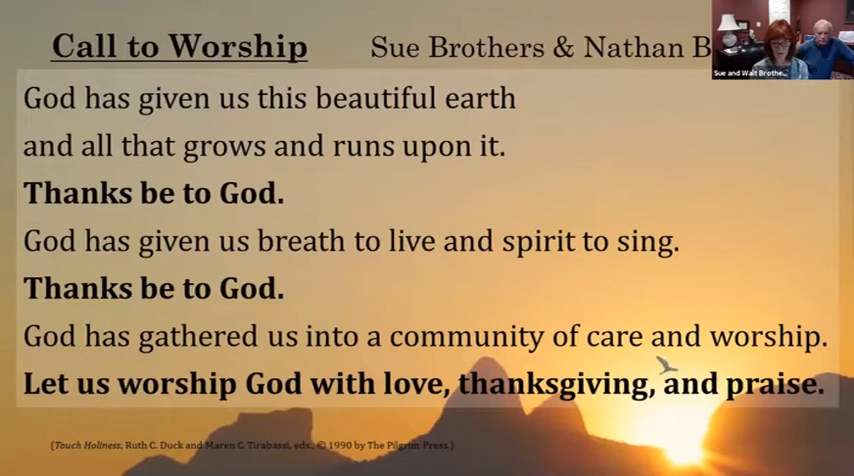 Call to Worship Sue Brothers & Nathan B
Sue and Walt Brothe...
God has given us this beautiful earth
and all that grows and runs upon it.
Thanks be to God.
God has given us breath to live and spirit to sing.
Thanks be to God.
God has gathered us into a community of care and worship.
Let us worship God with love, thanksgiving, and praise.
(Touch Holiness, Ruth C. Duck and Maren C. Tirabassi, eds., © 1990 by The Pilgrim Press.)